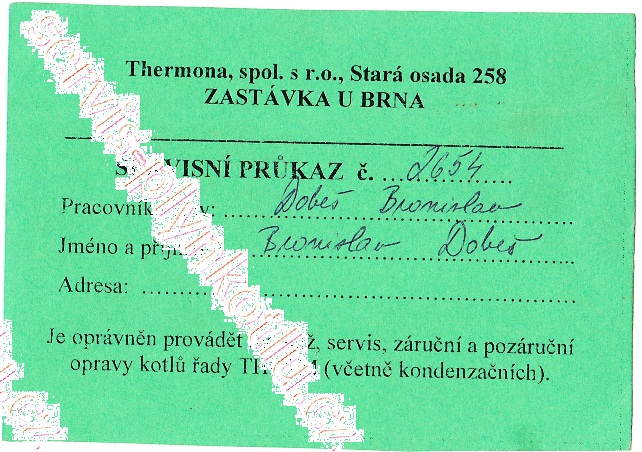 Thermona, spol. s r.o., Stará osada 258
ZASTÁVKA U BRNA
SERVISNÍ PRŮKAZ č. 2654
Pracovník Dobeš Bronislav
Jméno a Bronislav Dobeš
Adresa:
Je oprávněn provádět servis, záruční a pozáruční
opravy kotlů řady (včetně kondenzačních).